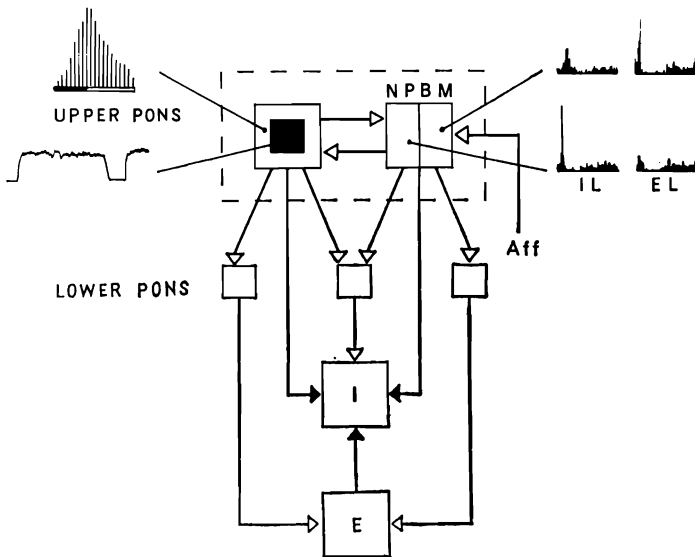 NPBM
UPPER PONS
IL EL
Aff
LOWER PONS
I
E